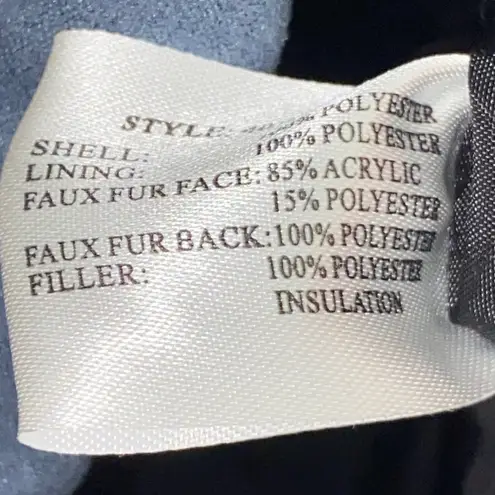 STYLE:
SHELL: POLYESTER
LINING: 100% POLYESTER
FAUX FUR FACE: 85% ACRYLIC
15% POLYESTER
FAUX FUR BACK: 100% POLYESTER
FILLER: 100% POLYESTER
INSULATION